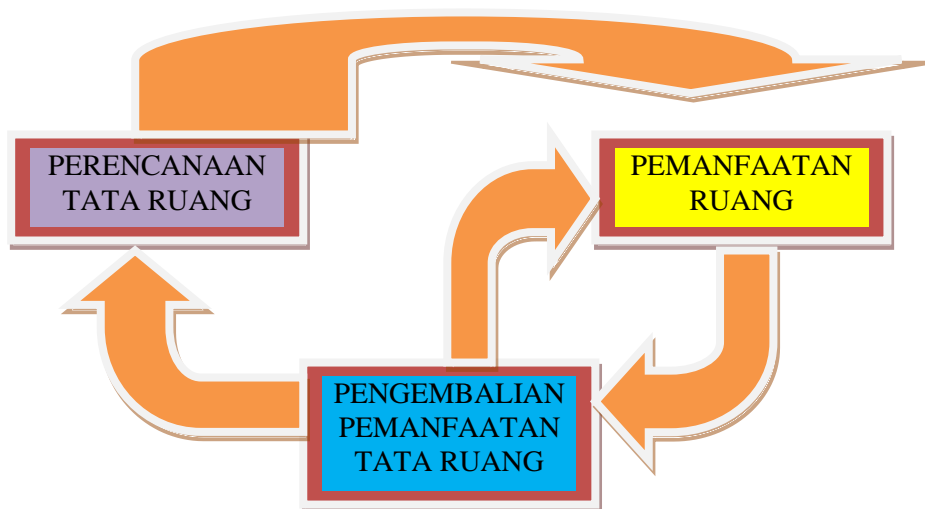 PERENCANAAN
TATA RUANG
PEMANFAATAN
RUANG
PENGEMBALIAN
PEMANFAATAN
TATA RUANG